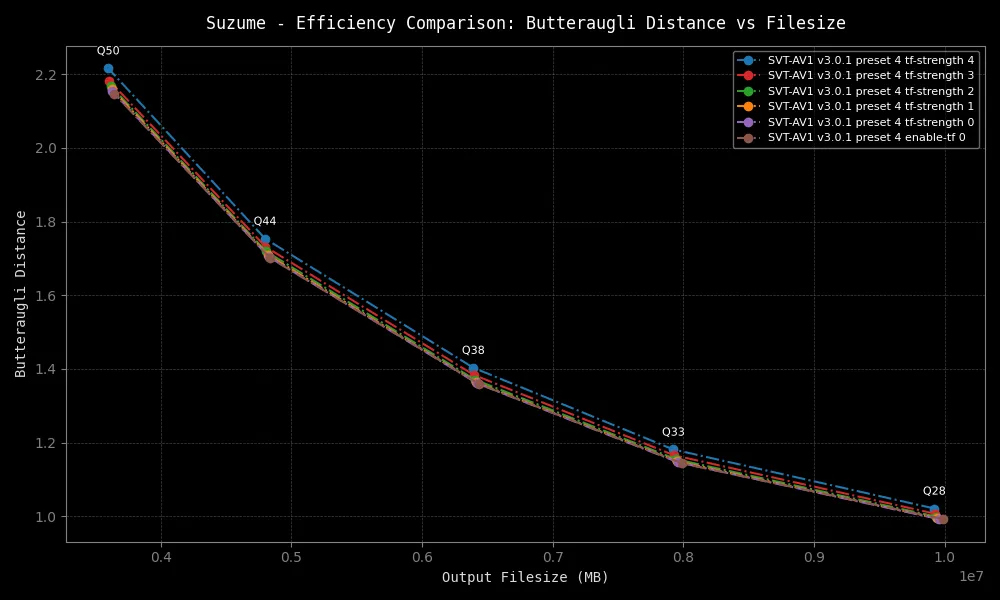 Suzume - Efficiency Comparison: Butteraugli Distance vs Filesize
Q50
SVT-AV1 v3.0.1 preset 4 tf-strength 4
SVT-AV1 v3.0.1 preset 4 tf-strength 3
SVT-AV1 v3.0.1 preset 4 tf-strength 2
SVT-AV1 v3.0.1 preset 4 tf-strength 1
SVT-AV1 v3.0.1 preset 4 tf-strength 0
SVT-AV1 v3.0.1 preset 4 enable-tf 0
2.2
2.0
1.8
1.6
1.4
1.2
1.0
Butteraugli Distance
Q44
Q38
Q33
Q28
0.4 0.5 0.6 0.7 0.8 0.9 1.0
1e7
Output Filesize (MB)